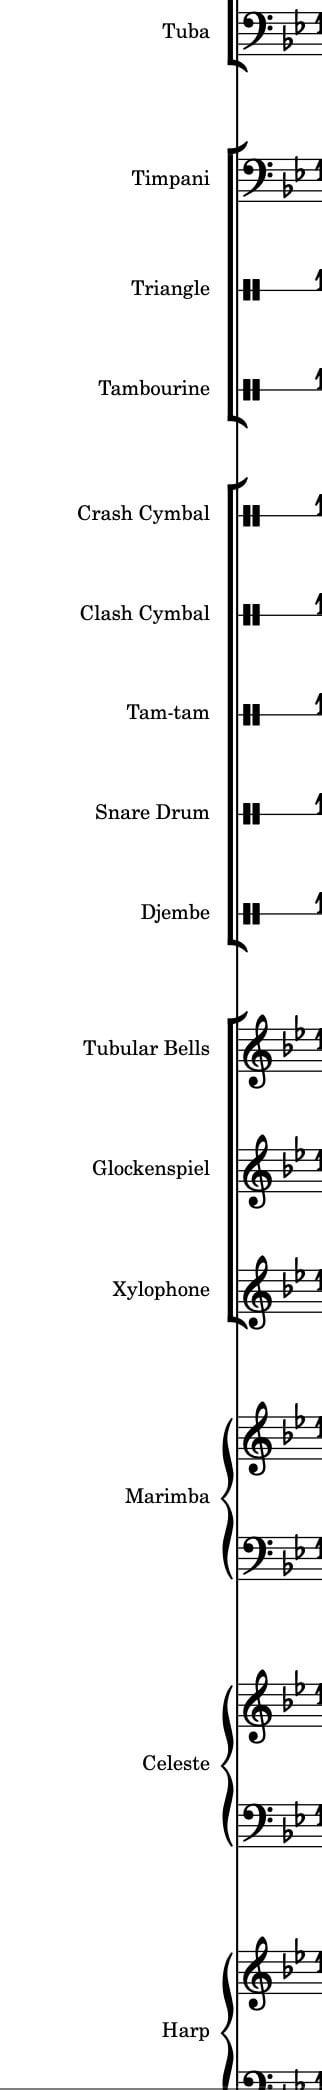 Tuba
Timpani
Triangle
Tambourine
Crash Cymbal
Clash Cymbal
Tam-tam
Snare Drum
Djembe
Tubular Bells
Glockenspiel
Xylophone
Marimba
Celeste
Harp